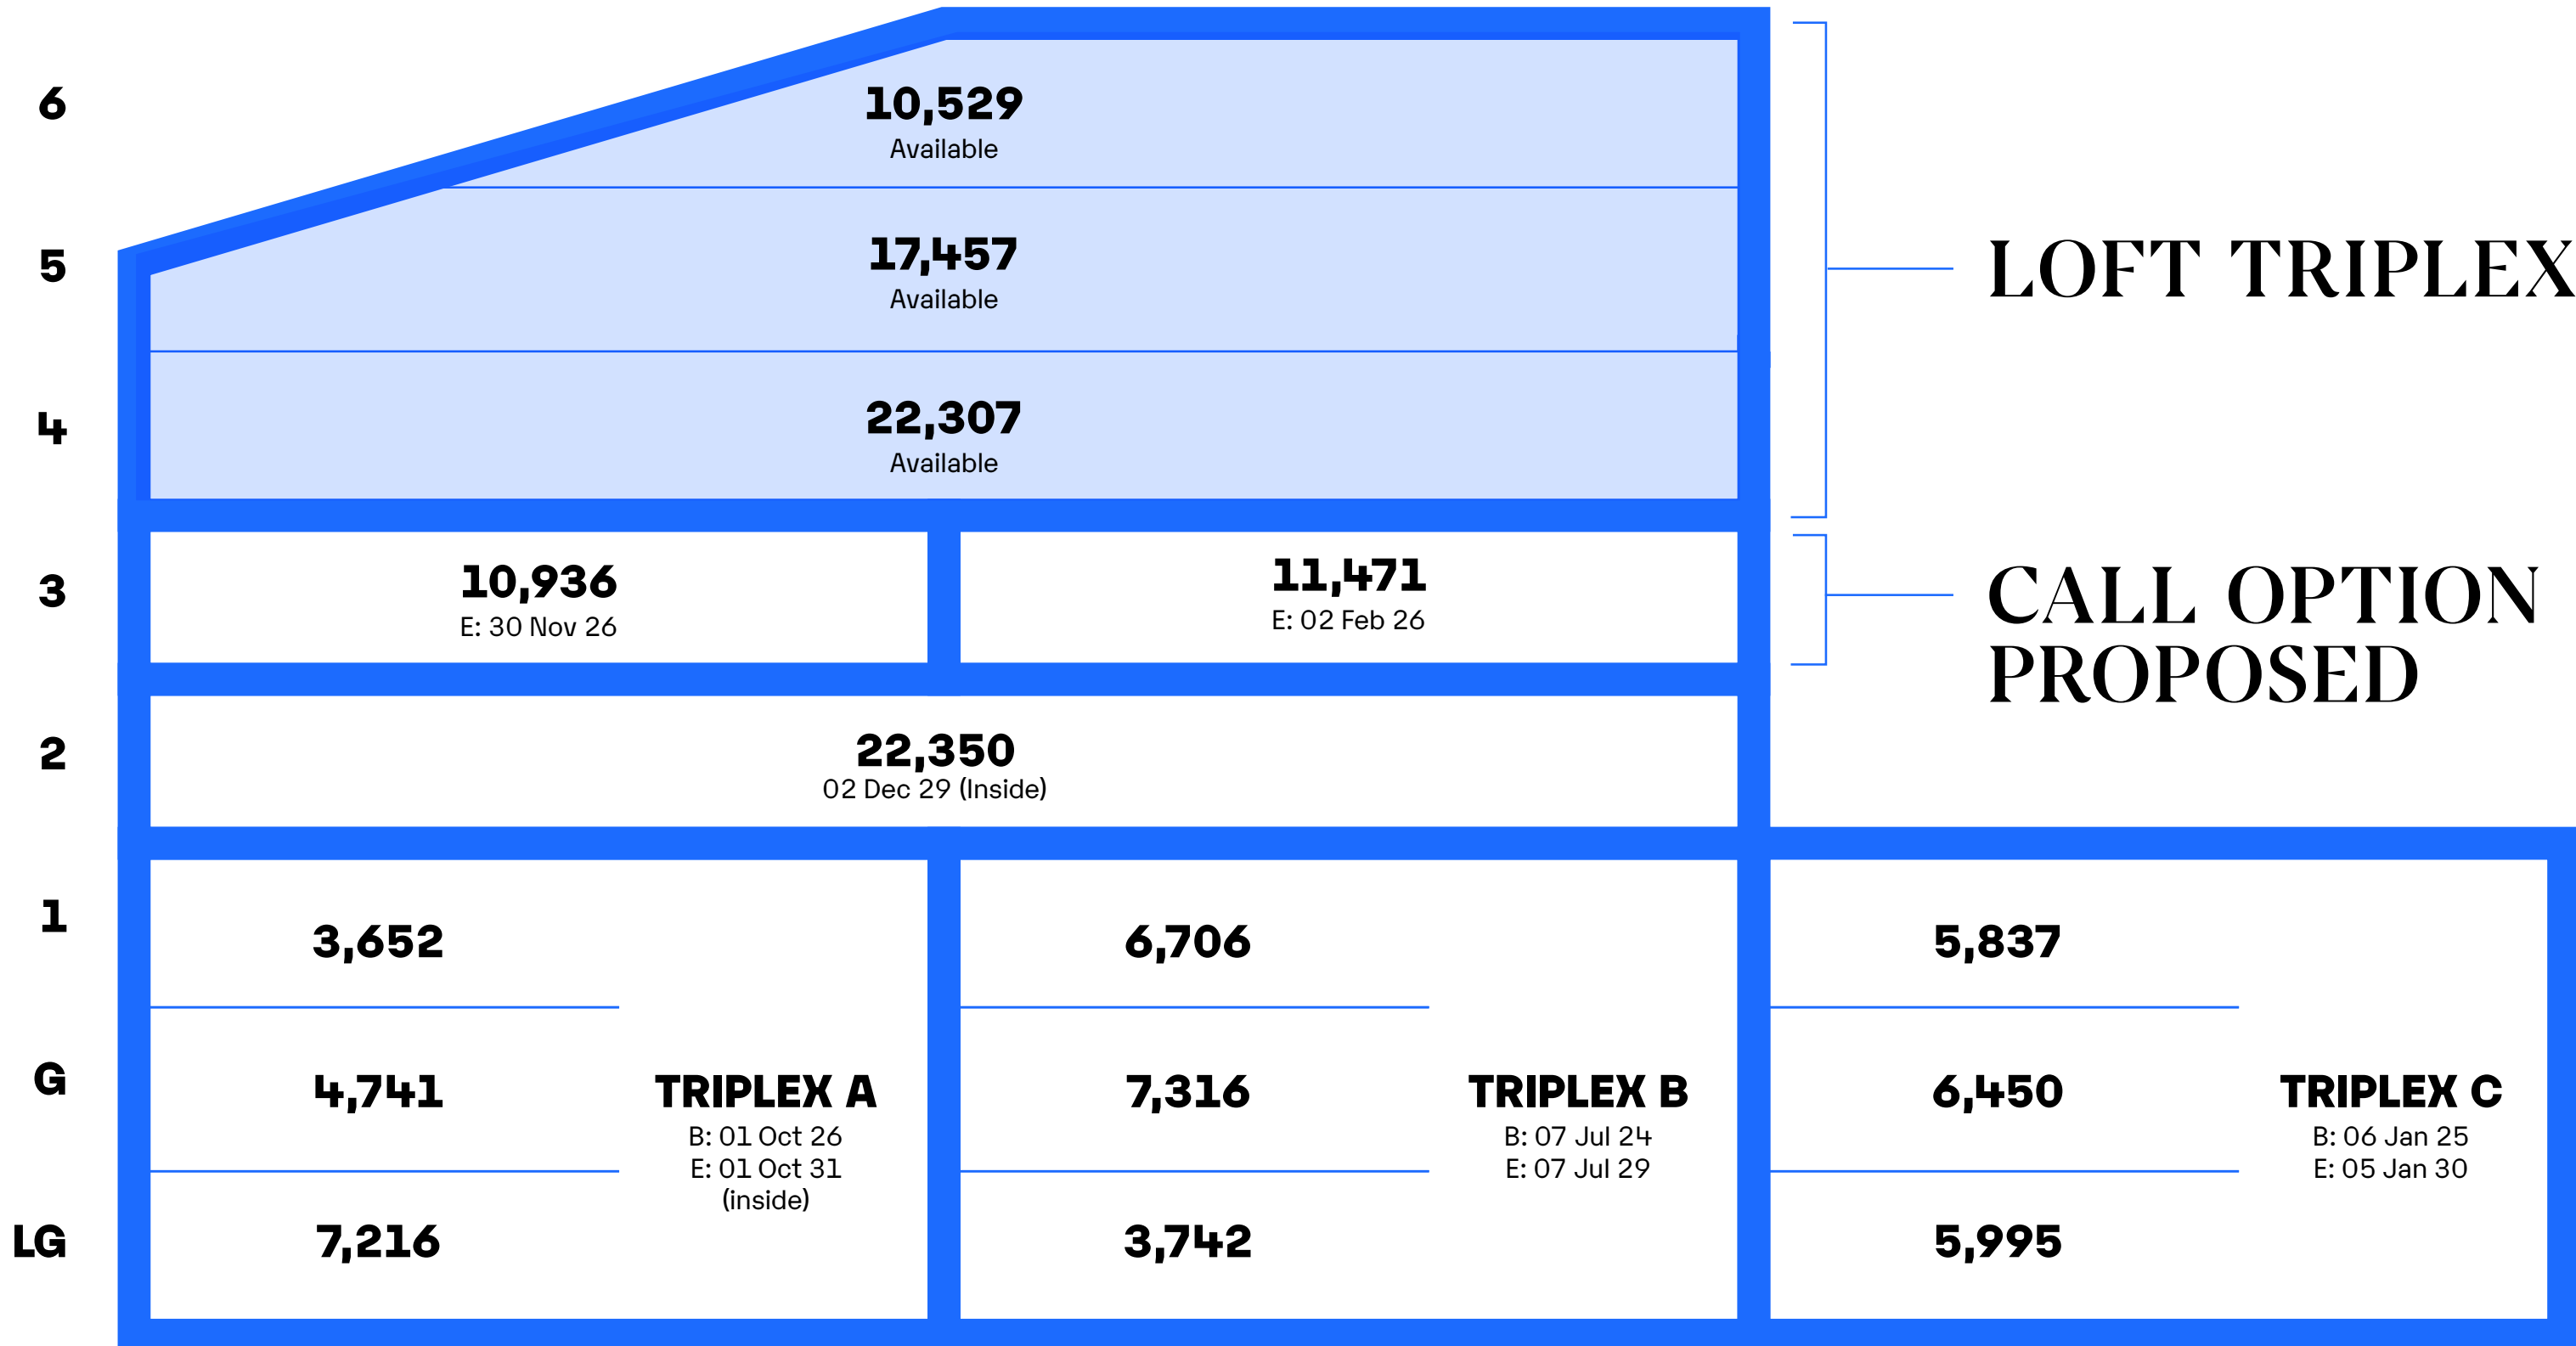 6
10,529
Available
5
17,457
Available
LOFT TRIPLEX
4
22,307
Available
3
10,936
E: 30 Nov 26
11,471
E: 02 Feb 26
CALL OPTION
PROPOSED
2
22,350
02 Dec 29 (Inside)
1
3,652
6,706
5,837
G
4,741
TRIPLEX A
B: 01 Oct 26
E: 01 Oct 31
(inside)
7,316
TRIPLEX B
B: 07 Jul 24
E: 07 Jul 29
6,450
TRIPLEX C
B: 06 Jan 25
E: 05 Jan 30
LG
7,216
3,742
5,995